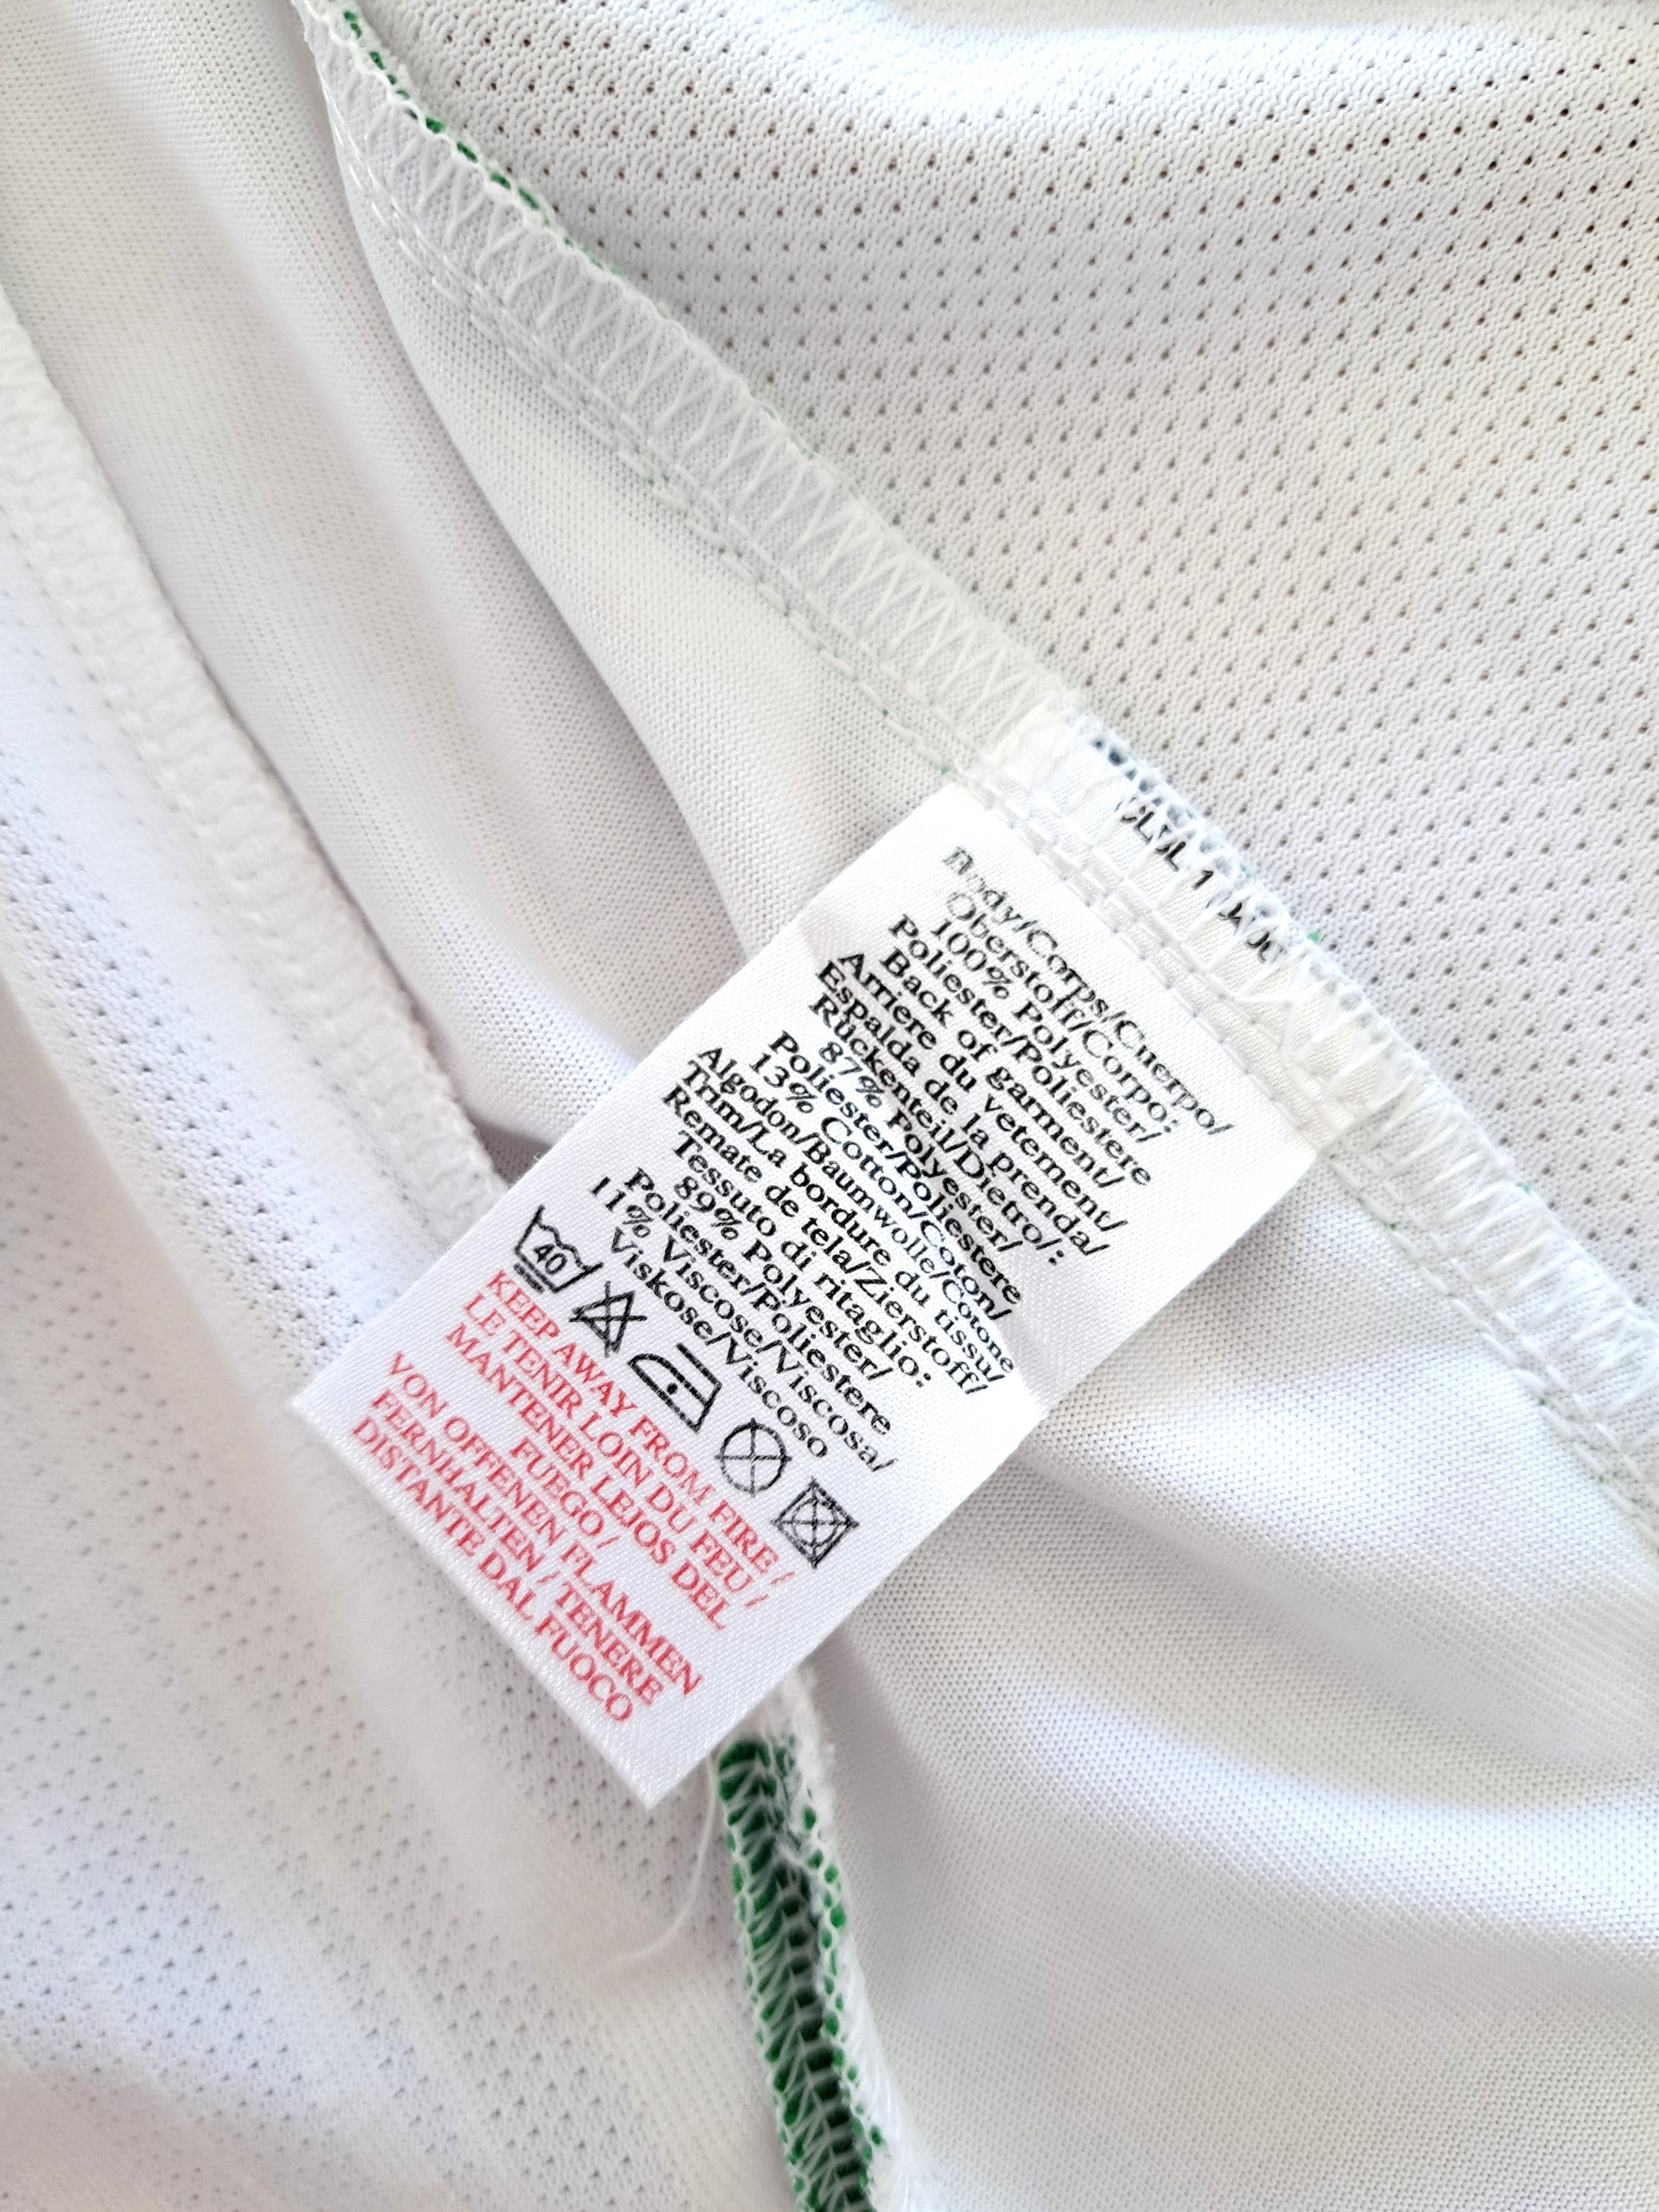 Body/Corps/Cuerpo/
Oberstoff/Corpo:
100% Polyester/
Poliester/Poliestere
Back of garment/
Arriere du vetement/
Espalda de la prenda/
Rückenteil/Dietro/:
87% Polyester/
Poliester/Poliestere
13% Cotton/Coton/
Algodon/Baumwolle/Cotone
Trim/La bordure du tissu/
Remate de tela/Zierstoff/
Tessuto di ritaglio:
89% Polyester/
Poliester/Poliestere
11% Viscose/Viscosa/
Viskose/Viscoso
40
KEEP AWAY FROM FIRE /
LE TENIR LOIN DU FEU /
MANTENER LEJOS DEL
FUEGO /
VON OFFENEN FLAMMEN
FERNHALTEN / TENERE
DISTANTE DAL FUOCO